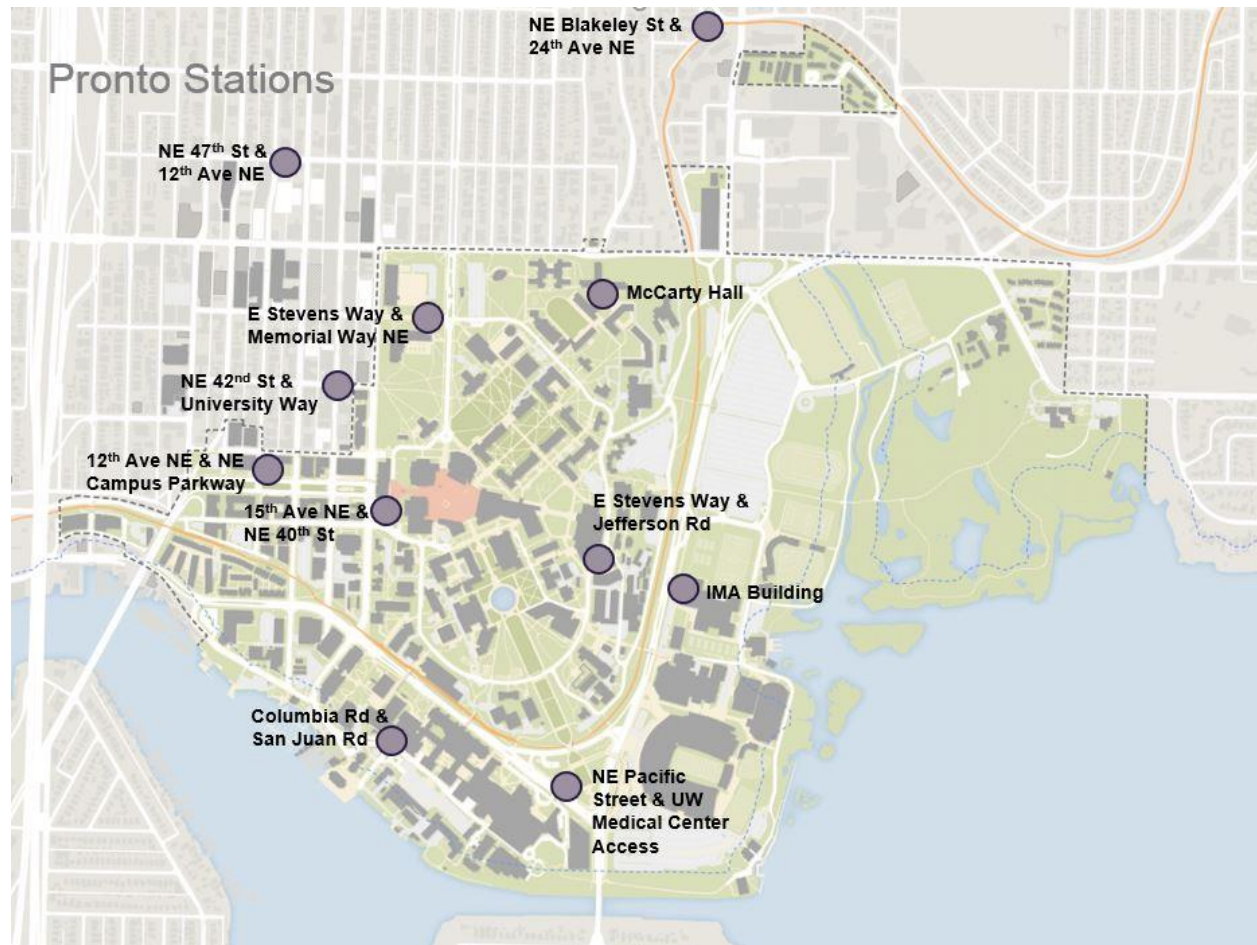 NE Blakeley St &
24th Ave NE
Pronto Stations
NE 47th St &
12th Ave NE
McCarty Hall
E Stevens Way &
Memorial Way NE
NE 42nd St &
University Way
12th Ave NE & NE
Campus Parkway
15th Ave NE &
NE 40th St
E Stevens Way &
Jefferson Rd
IMA Building
Columbia Rd &
San Juan Rd
NE Pacific
Street & UW
Medical Center
Access